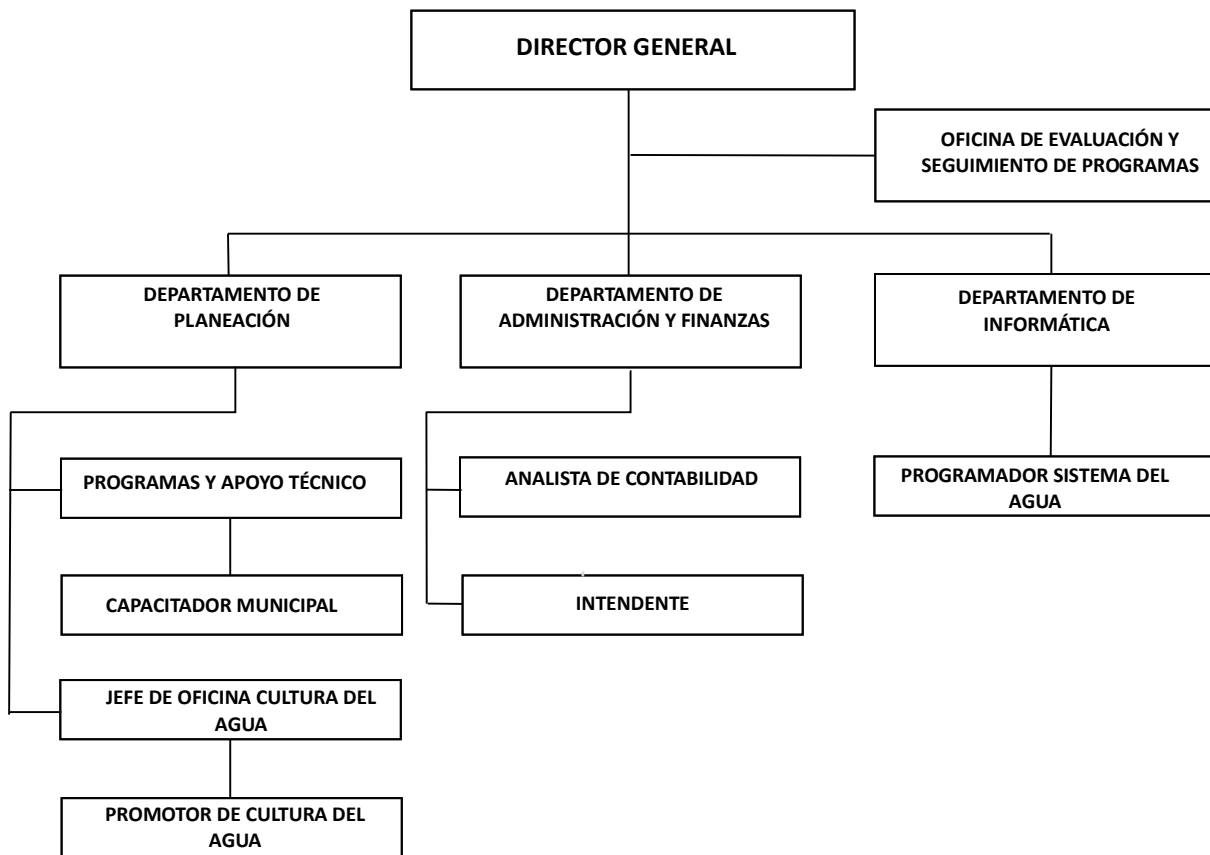 DIRECTOR GENERAL
OFICINA DE EVALUACIÓN Y
SEGUIMIENTO DE PROGRAMAS
DEPARTAMENTO DE
PLANEACIÓN
DEPARTAMENTO DE
ADMINISTRACIÓN Y FINANZAS
DEPARTAMENTO DE
INFORMÁTICA
PROGRAMAS Y APOYO TÉCNICO
ANALISTA DE CONTABILIDAD
PROGRAMADOR SISTEMA DEL
AGUA
CAPACITADOR MUNICIPAL
INTENDENTE
JEFE DE OFICINA CULTURA DEL
AGUA
PROMOTOR DE CULTURA DEL
AGUA